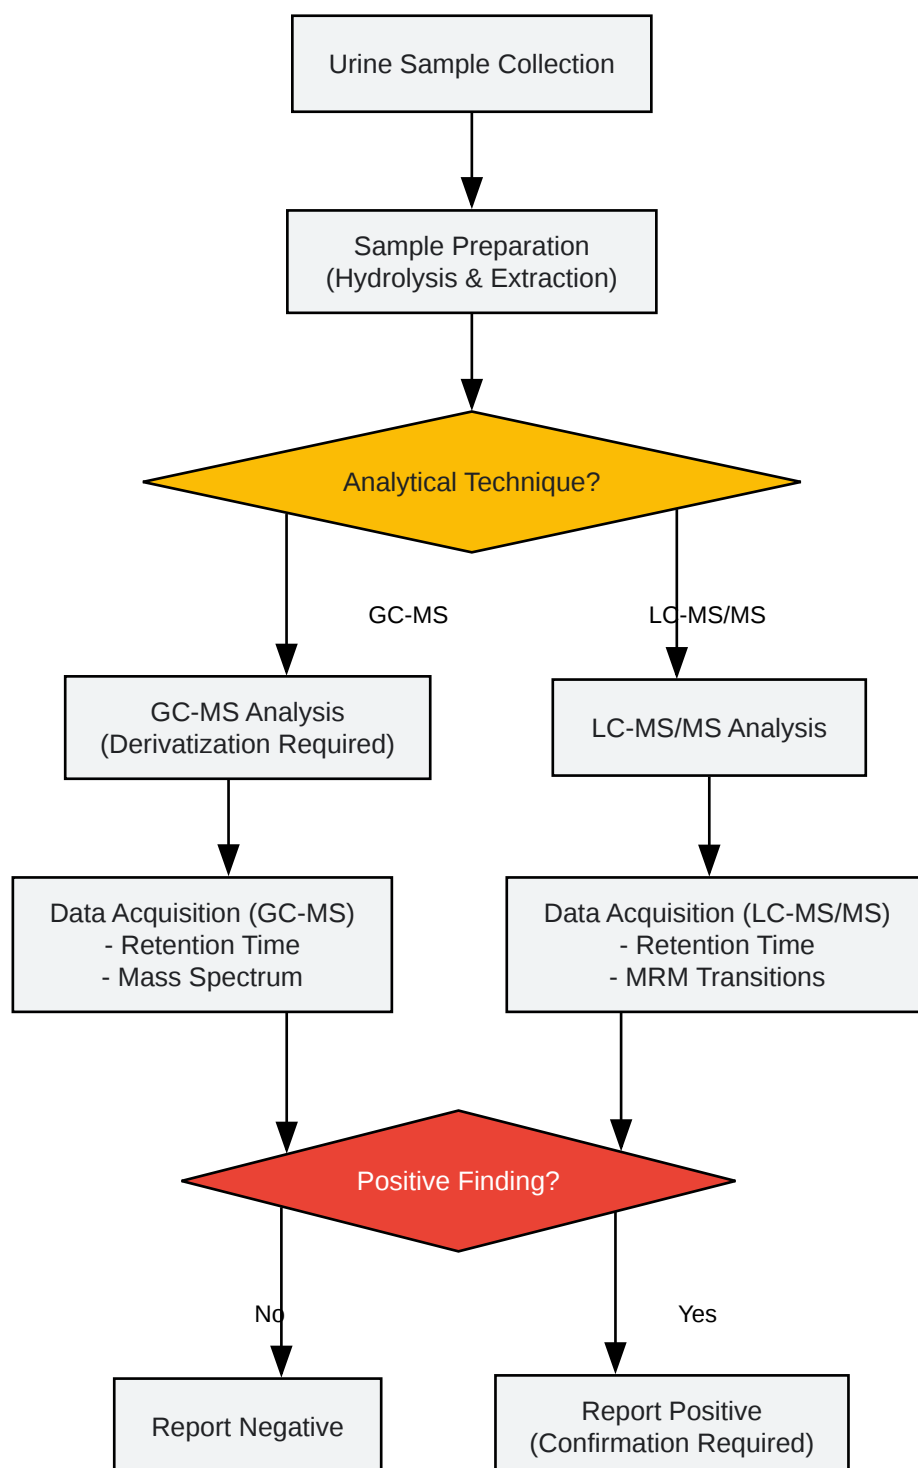 Urine Sample Collection
Sample Preparation
(Hydrolysis & Extraction)
Analytical Technique?
GC-MS
LC-MS/MS
GC-MS Analysis
(Derivatization Required)
LC-MS/MS Analysis
Data Acquisition (GC-MS)
- Retention Time
- Mass Spectrum
Data Acquisition (LC-MS/MS)
- Retention Time
- MRM Transitions
Positive Finding?
No
Yes
Report Negative
Report Positive
(Confirmation Required)